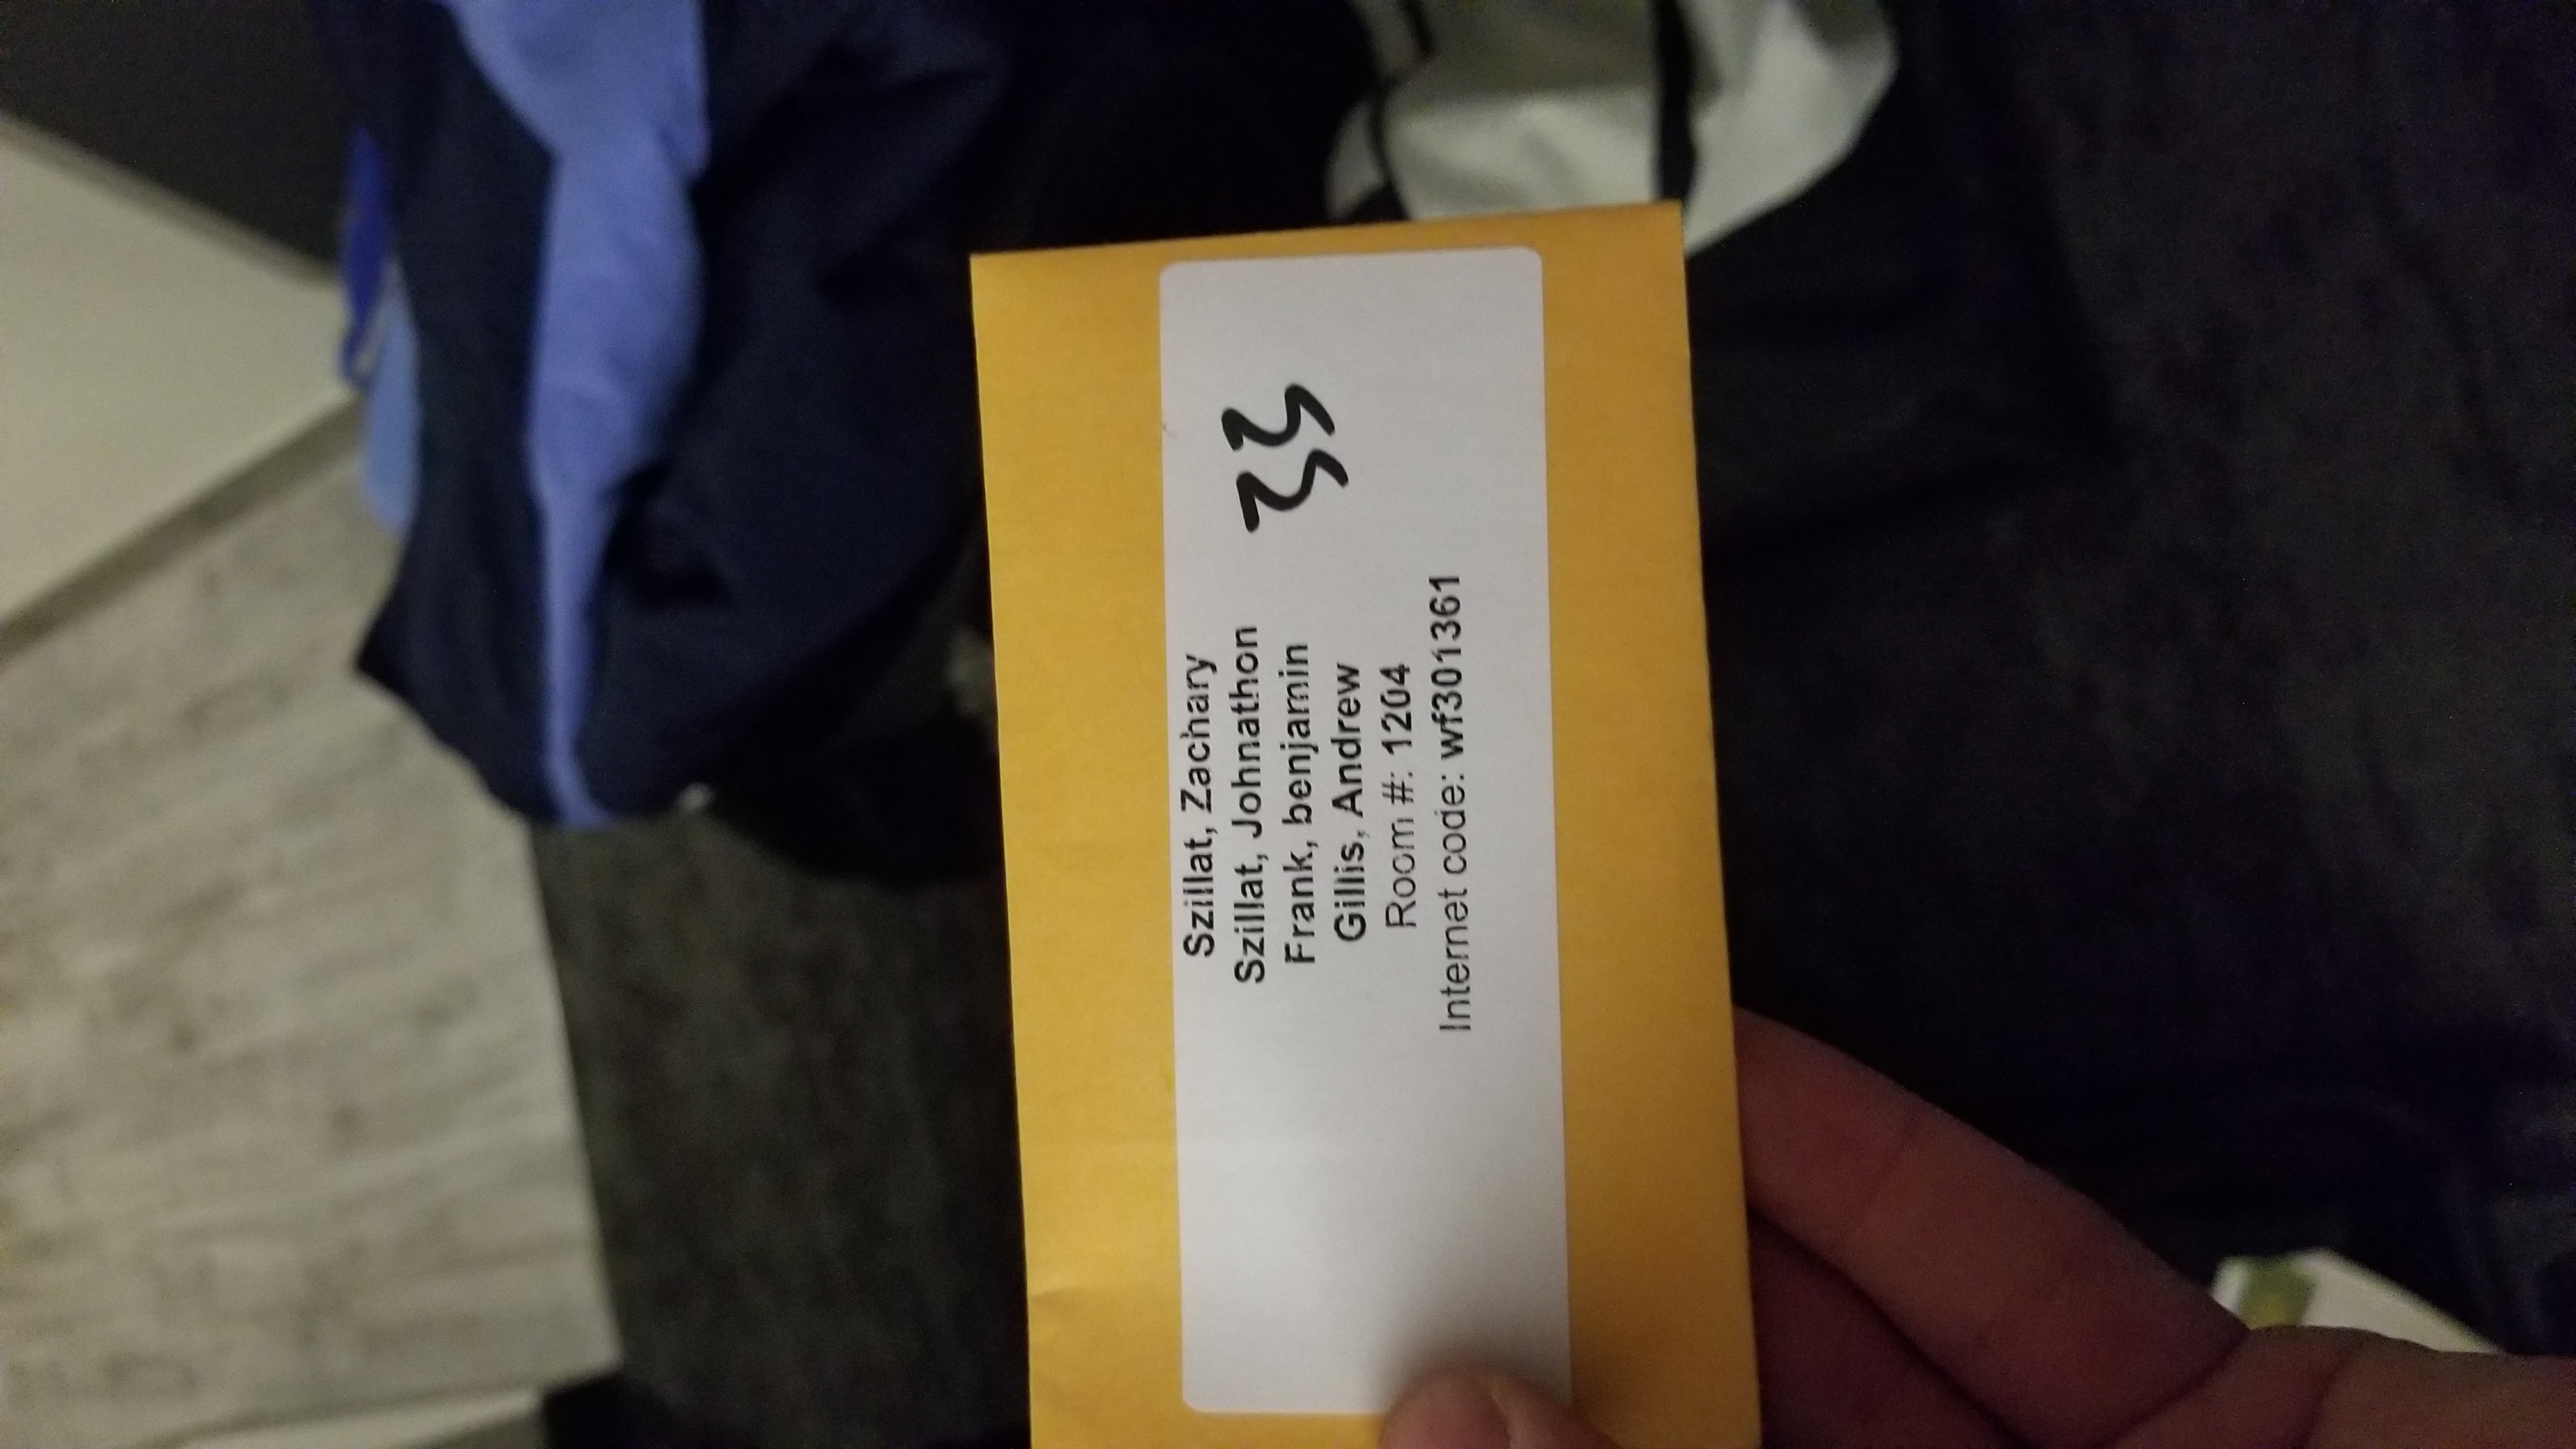 Szillat, Zachary
Szillat, Johnathon
Frank, benjamin
Gillis, Andrew
Room #: 1204
Internet code: wf301361